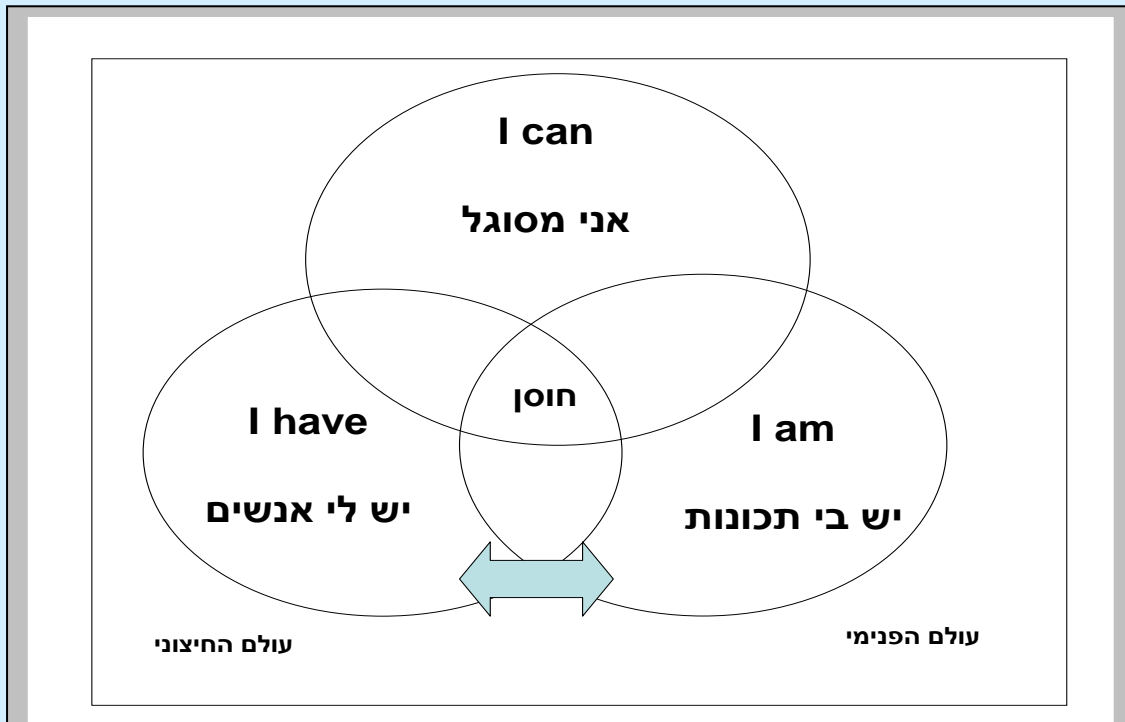 I can
אני מסוגל
חוסן
I have
I am
יש לי אנשים
יש בי תכונות
עולם החיצוני
עולם הפנימי